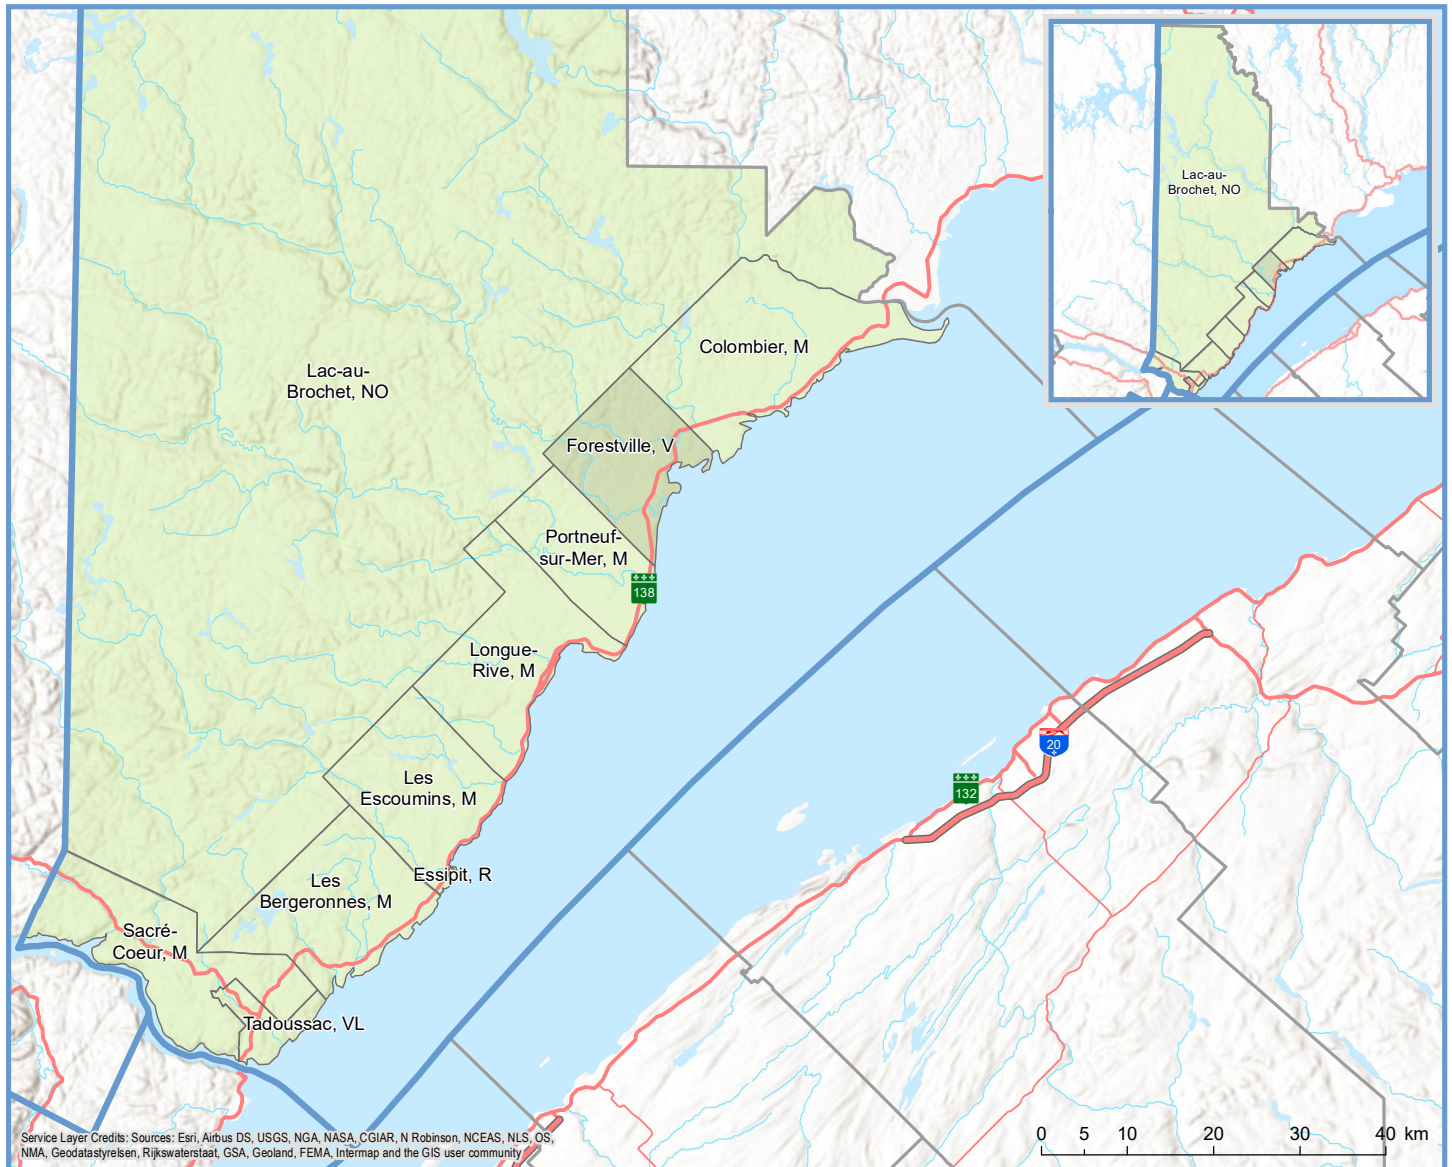 Lac-au-
Brochet, NO
Colombier, M
Lac-au-
Brochet, NO
Forestville, V
Portneuf-
sur-Mer, M
138
Longue-
Rive, M
20
Les
Escoumins, M
132
Essipit, R
Les
Bergeronnes, M
Sacré-
Coeur, M
Tadoussac, VL
0 5 10 20 30 40 km
Service Layer Credits: Sources: Esri, Airbus DS, USGS, NGA, NASA, CGIAR, N Robinson, NCEAS, NLS, OS,
NMA, Geodatastyrelsen, Rijkswaterstaat, GSA, Geoland, FEMA, Intermap and the GIS user community